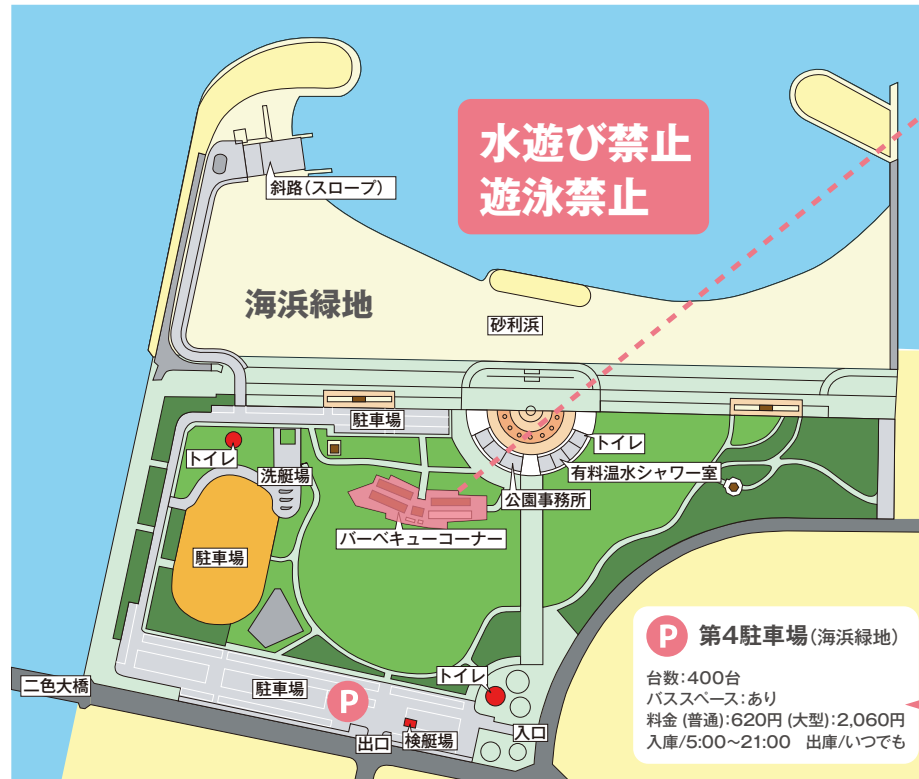 水遊び禁止
遊泳禁止
斜路(スロープ)
海浜緑地
砂利浜
駐車場
トイレ
トイレ
洗艇場
有料温水シャワー室
公園事務所
バーベキューコーナー
駐車場
P 第4駐車場(海浜緑地)
台数:400台
バススペース:あり
料金 (普通):620円 (大型):2,060円
入庫/5:00〜21:00 出庫/いつでも
トイレ
二色大橋
駐車場
P
入口
検艇場
出口